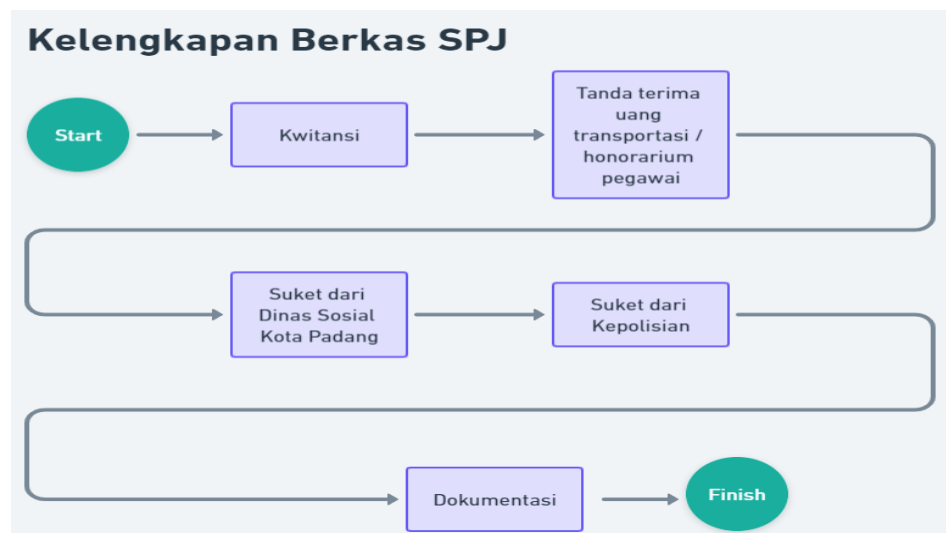 Kelengkapan Berkas SPJ
Start
Kwitansi
Tanda terima
uang
transportasi /
honorarium
pegawai
Suket dari
Dinas Sosial
Kota Padang
Suket dari
Kepolisian
Dokumentasi
Finish